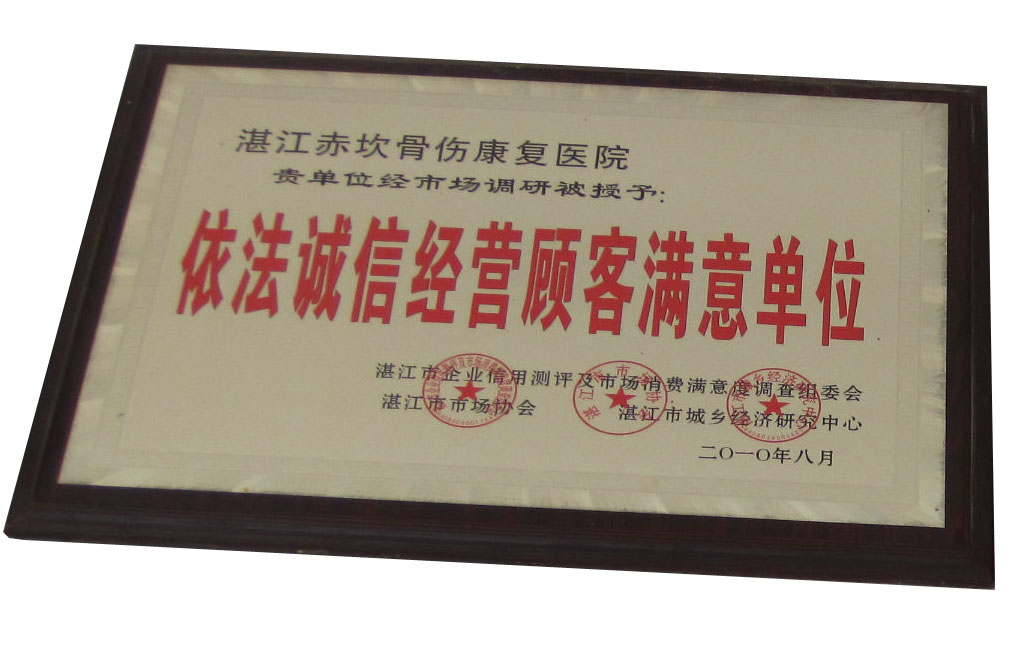 湛江赤坎骨伤康复医院
贵单位经市场调研被授予:
依法诚信经营顾客满意单位
湛江市企业信用测评及市场消费满意度调查组委会
湛江市市场协会 湛江市城乡经济研究中心
二〇一〇年八月